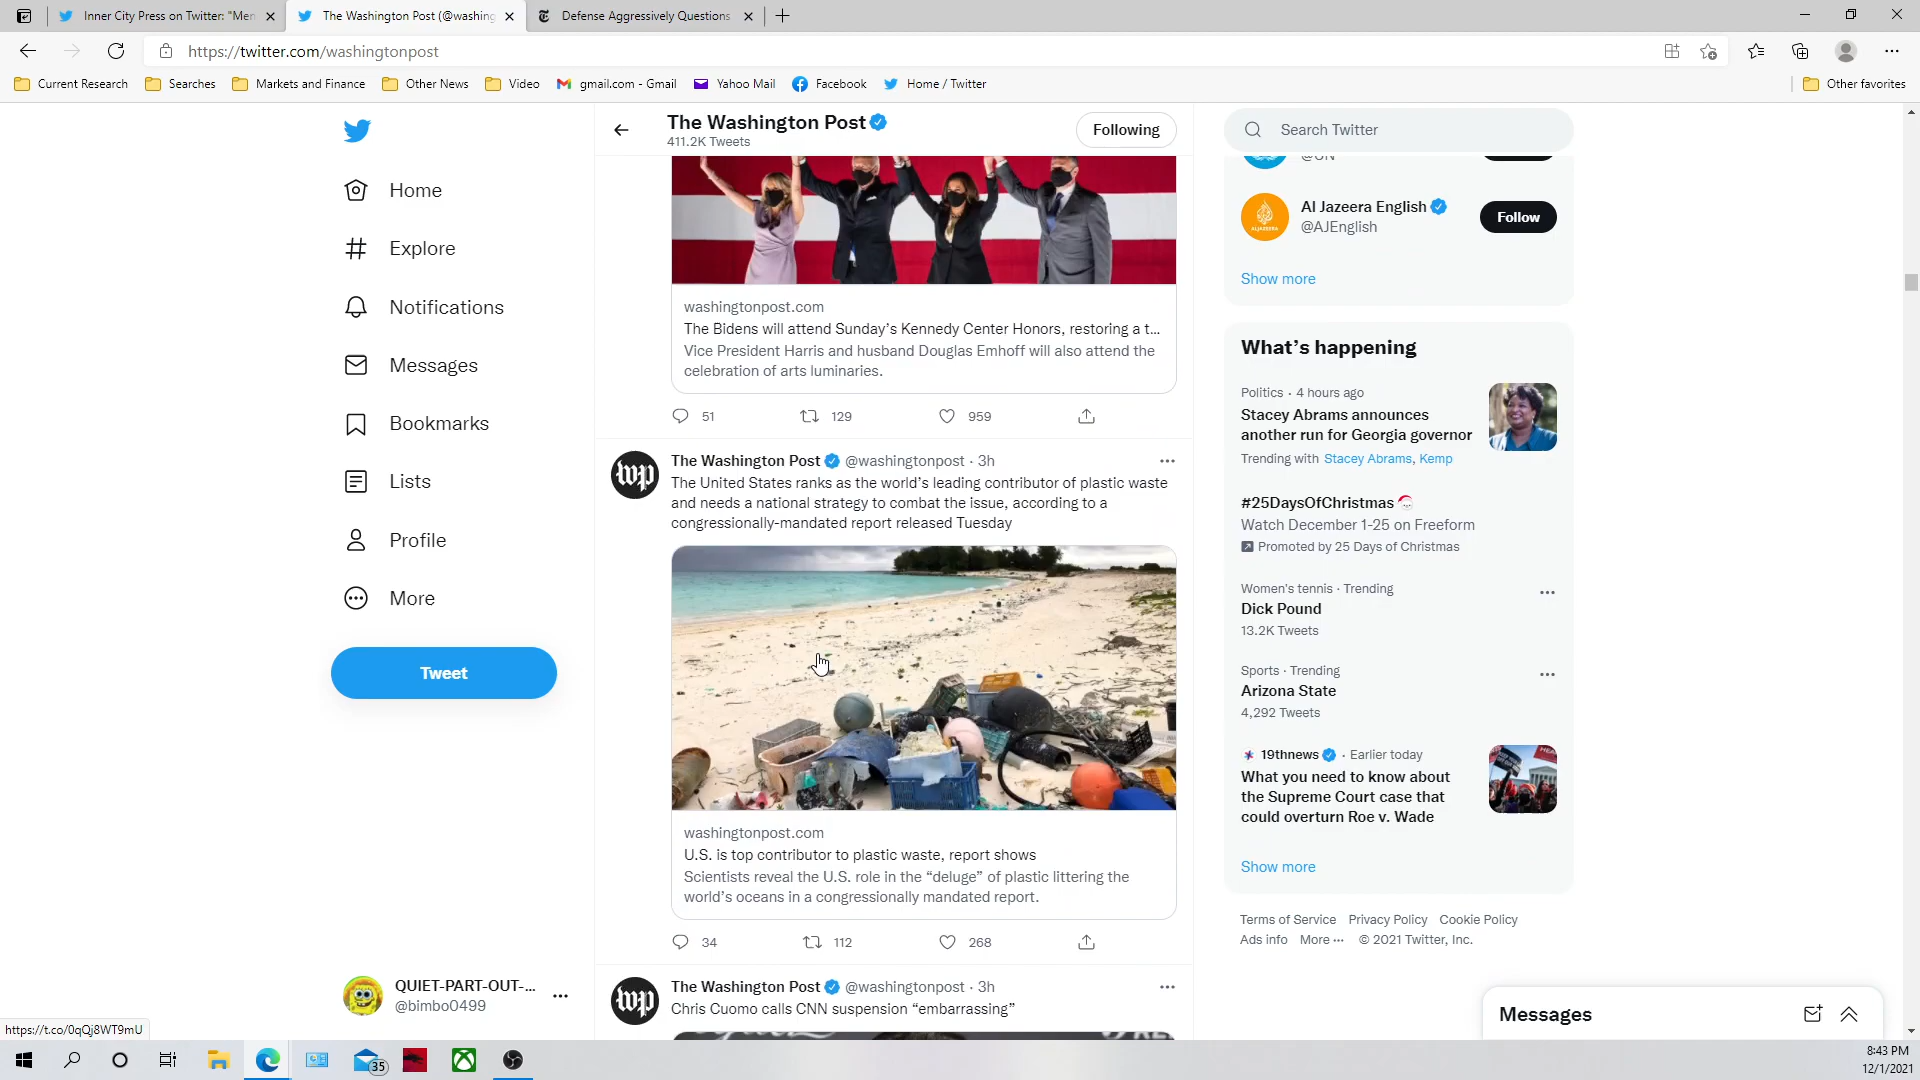 Inner City Press on Twitter: "Men
The Washington Post (@washing
Defense Aggressively Questions
https://twitter.com/washingtonpost
Current Research
Searches
Markets and Finance
Other News
Video
gmail.com - Gmail
Yahoo Mail
Facebook
Home / Twitter
Other favorites
Home
Explore
Notifications
Messages
Bookmarks
Lists
Profile
More
Tweet
QUIET-PART-OUT-...
@bimbo0499
https://t.co/0qQj8WT9mU
The Washington Post
411.2K Tweets
Following
washingtonpost.com
The Bidens will attend Sunday's Kennedy Center Honors, restoring a t...
Vice President Harris and husband Douglas Emhoff will also attend the
celebration of arts luminaries.
51
129
959
wp
The Washington Post @washingtonpost · 3h
The United States ranks as the world's leading contributor of plastic waste
and needs a national strategy to combat the issue, according to a
congressionally-mandated report released Tuesday
washingtonpost.com
U.S. is top contributor to plastic waste, report shows
Scientists reveal the U.S. role in the "deluge" of plastic littering the
world's oceans in a congressionally mandated report.
34
112
268
wp
The Washington Post @washingtonpost · 3h
Chris Cuomo calls CNN suspension "embarrassing"
Search Twitter
@UN
Al Jazeera English
@AJEnglish
Follow
Show more
What's happening
Politics · 4 hours ago
Stacey Abrams announces
another run for Georgia governor
Trending with Stacey Abrams, Kemp
#25DaysOfChristmas
Watch December 1-25 on Freeform
Promoted by 25 Days of Christmas
Women's tennis · Trending
Dick Pound
13.2K Tweets
Sports · Trending
Arizona State
4,292 Tweets
19thnews · Earlier today
What you need to know about
the Supreme Court case that
could overturn Roe v. Wade
Show more
Terms of Service Privacy Policy Cookie Policy
Ads info More ··· © 2021 Twitter, Inc.
Messages
35
8:43 PM
12/1/2021